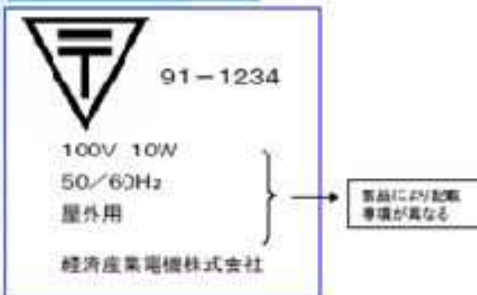 91-1234
100V 10W
50/60Hz
屋外用
経済産業電機株式会社
製品により記載
事項が異なる